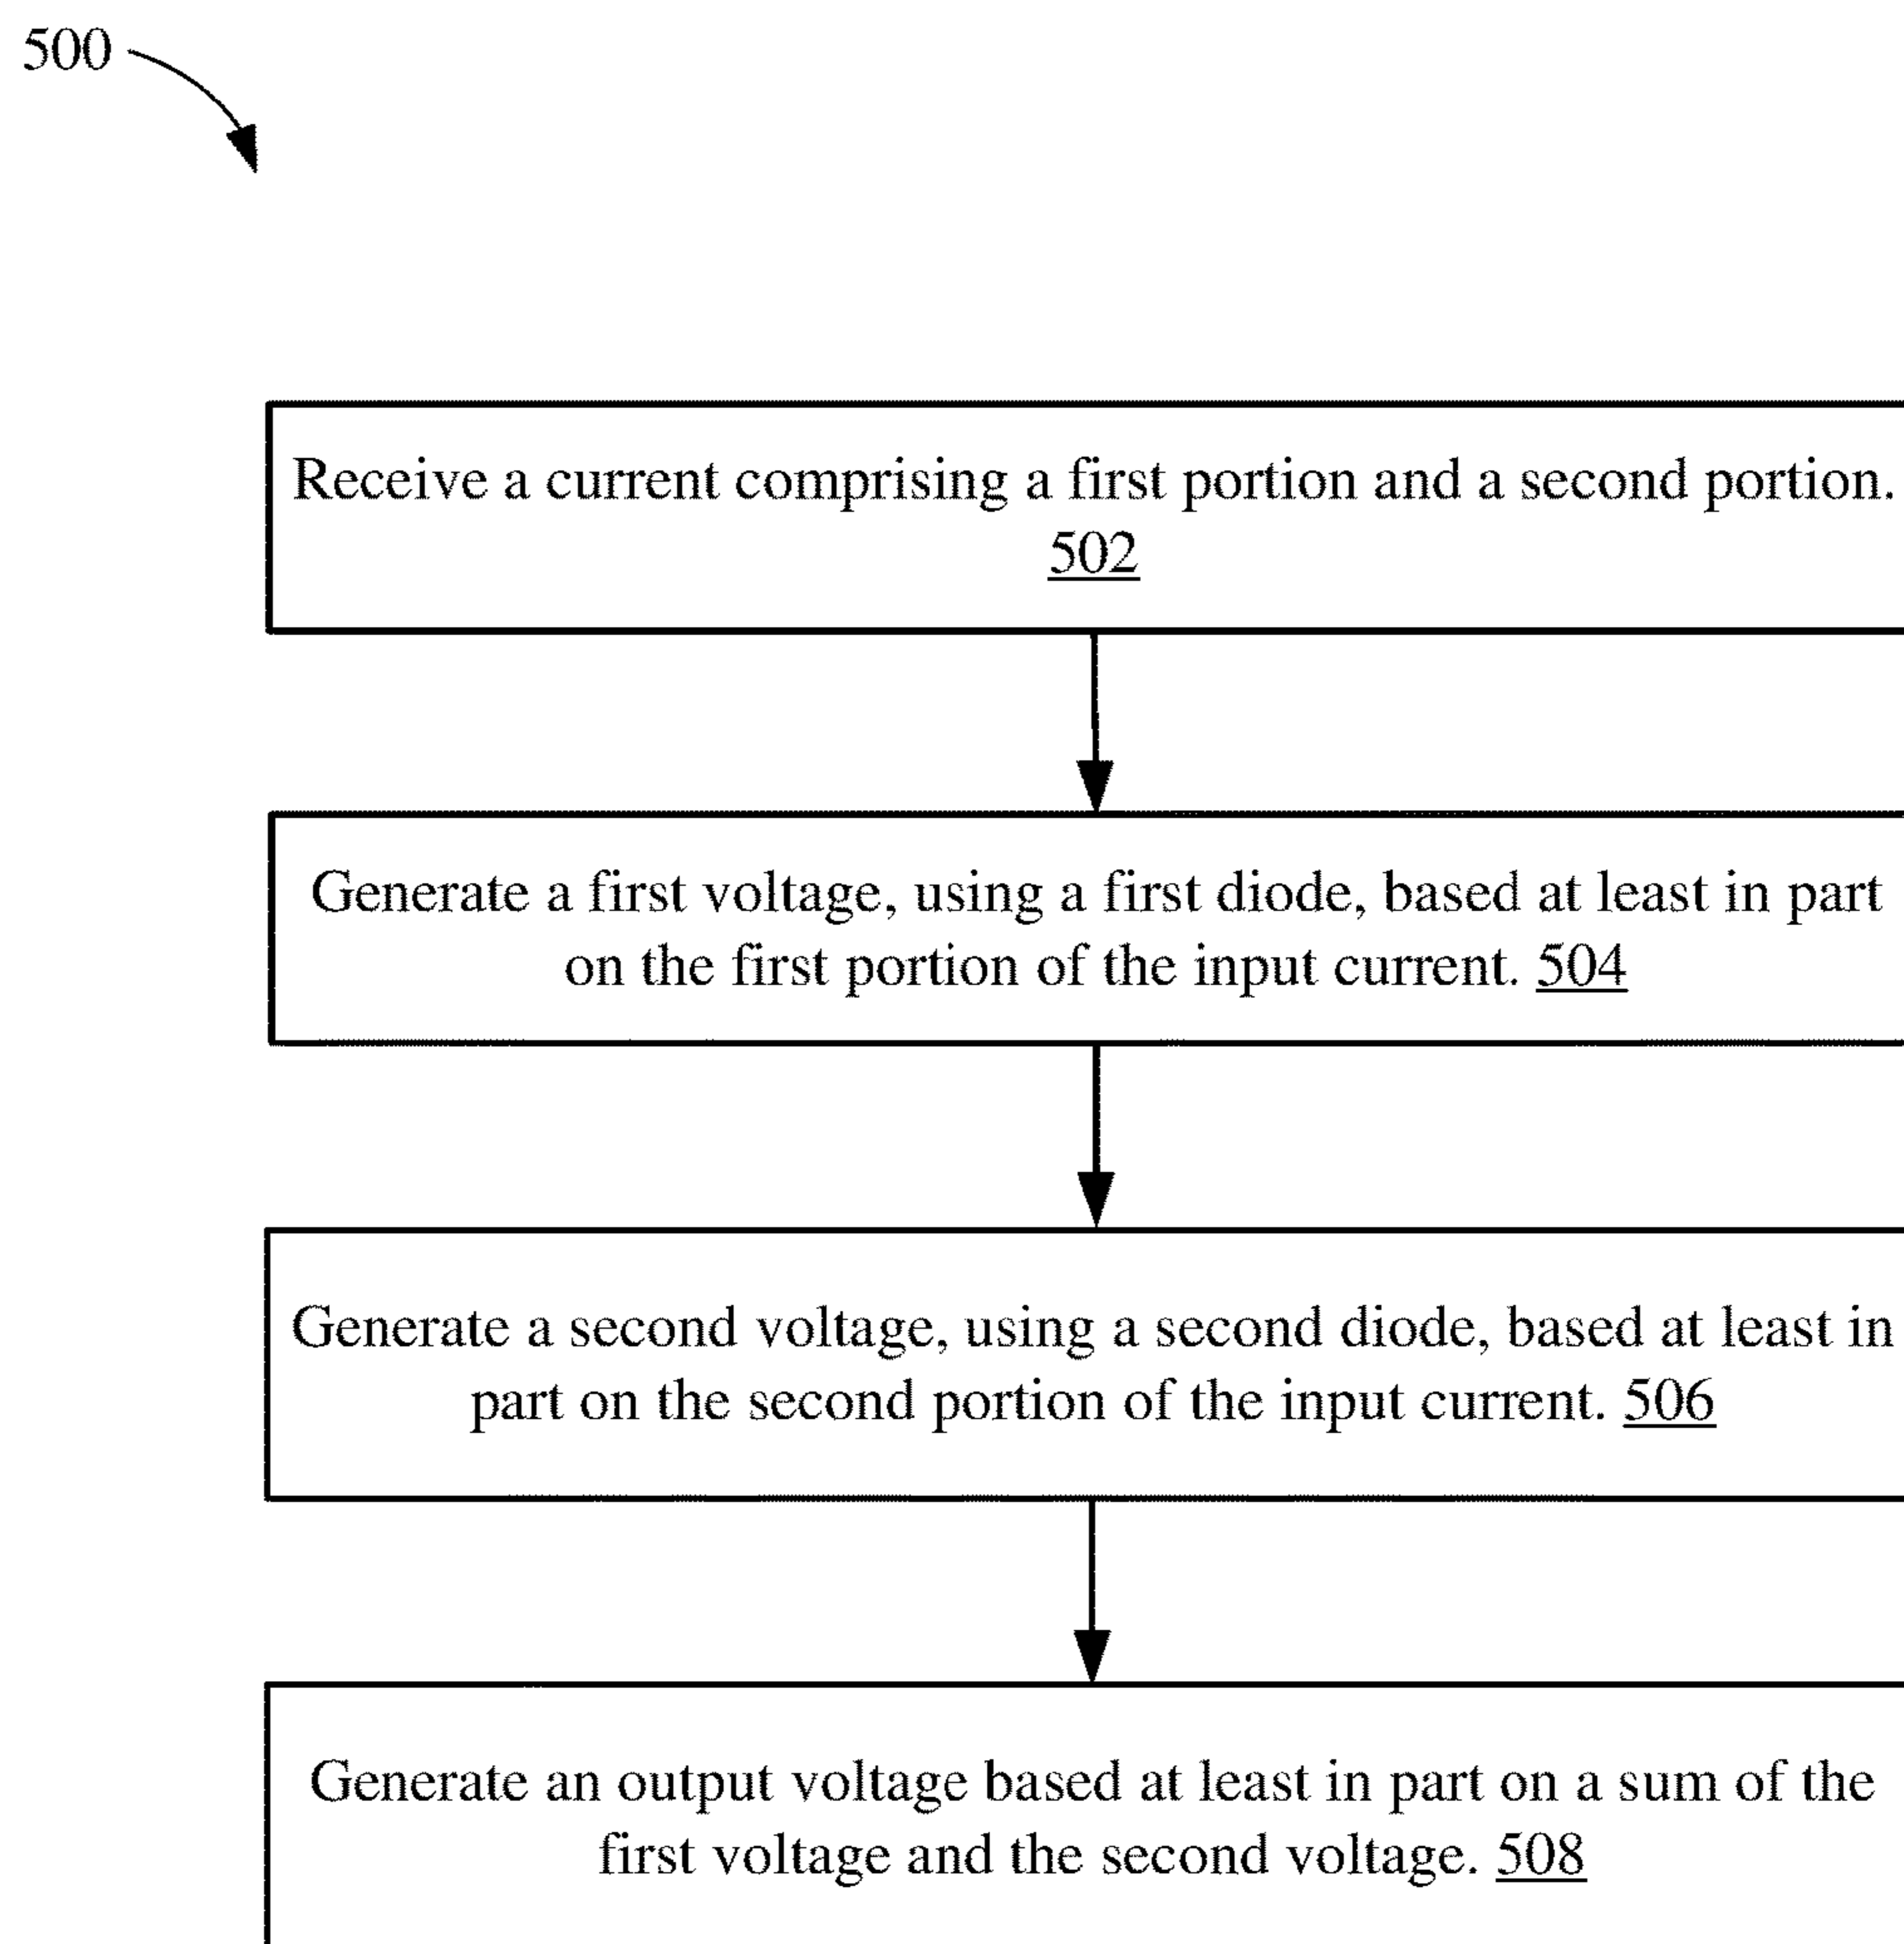 500
Receive a current comprising a first portion and a second portion.
502
Generate a first voltage, using a first diode, based at least in part
on the first portion of the input current. 504
Generate a second voltage, using a second diode, based at least in
part on the second portion of the input current. 506
Generate an output voltage based at least in part on a sum of the
first voltage and the second voltage. 508